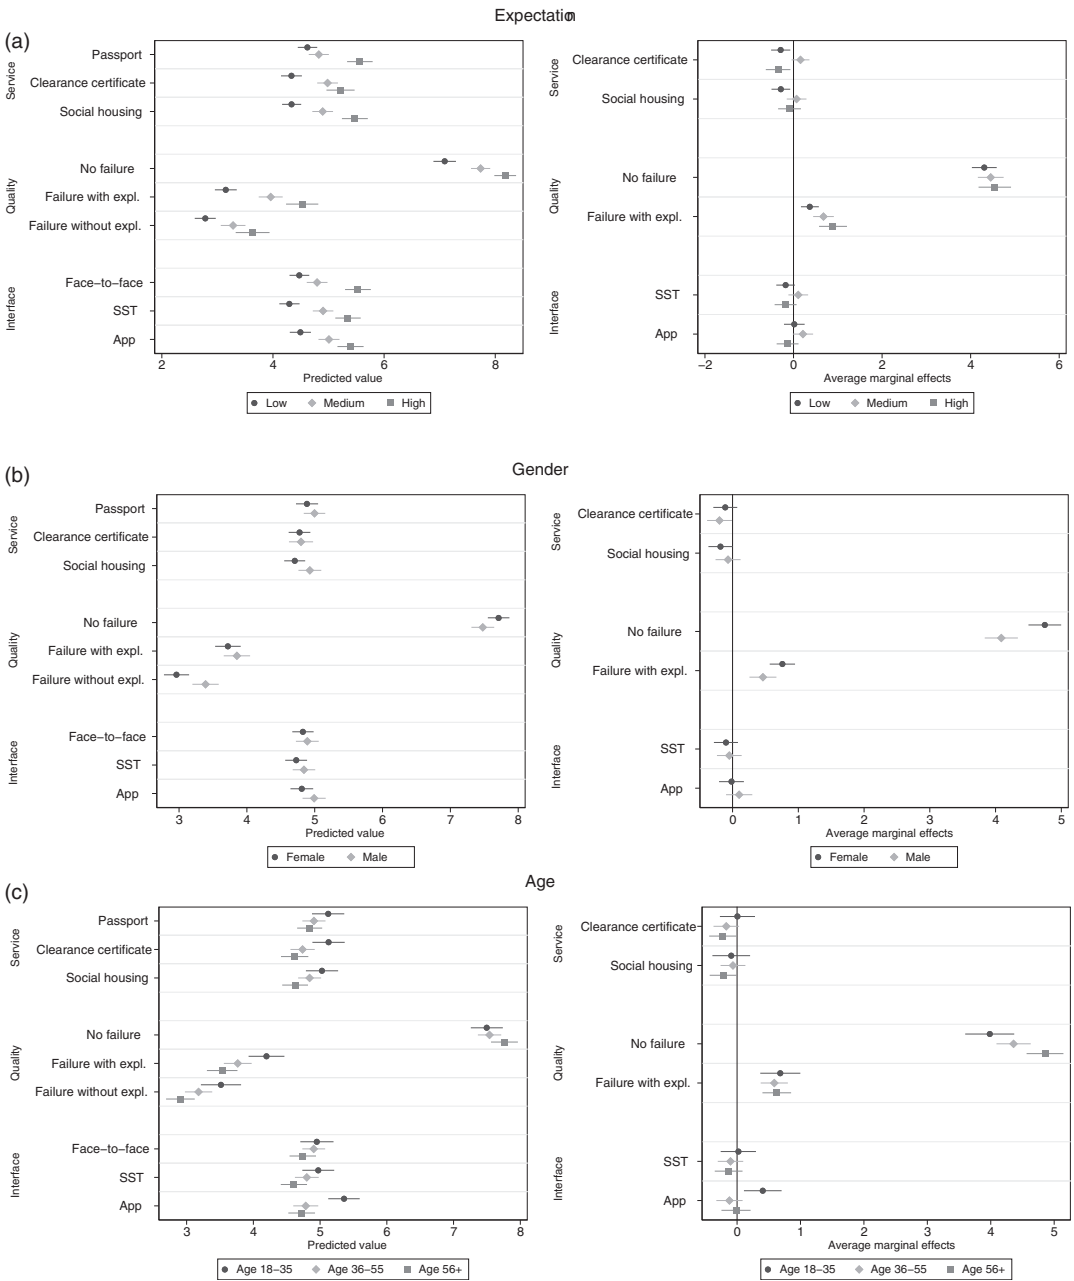 Expectation
(a)
Service
Passport
Clearance certificate
Social housing
Quality
No failure
Failure with expl.
Failure without expl.
Interface
Face–to–face
SST
App
2 4 6 8
Predicted value
Low Medium High
Service
Clearance certificate
Social housing
Quality
No failure
Failure with expl.
Interface
SST
App
−2 0 2 4 6
Average marginal effects
Low Medium High
(b)
Gender
Service
Passport
Clearance certificate
Social housing
Quality
No failure
Failure with expl.
Failure without expl.
Interface
Face–to–face
SST
App
3 4 5 6 7 8
Predicted value
Female Male
Service
Clearance certificate
Social housing
Quality
No failure
Failure with expl.
Interface
SST
App
0 1 2 3 4 5
Average marginal effects
Female Male
(c)
Age
Service
Passport
Clearance certificate
Social housing
Quality
No failure
Failure with expl.
Failure without expl.
Interface
Face–to–face
SST
App
3 4 5 6 7 8
Predicted value
Age 18–35 Age 36–55 Age 56+
Service
Clearance certificate
Social housing
Quality
No failure
Failure with expl.
Interface
SST
App
0 1 2 3 4 5
Average marginal effects
Age 18–35 Age 36–55 Age 56+